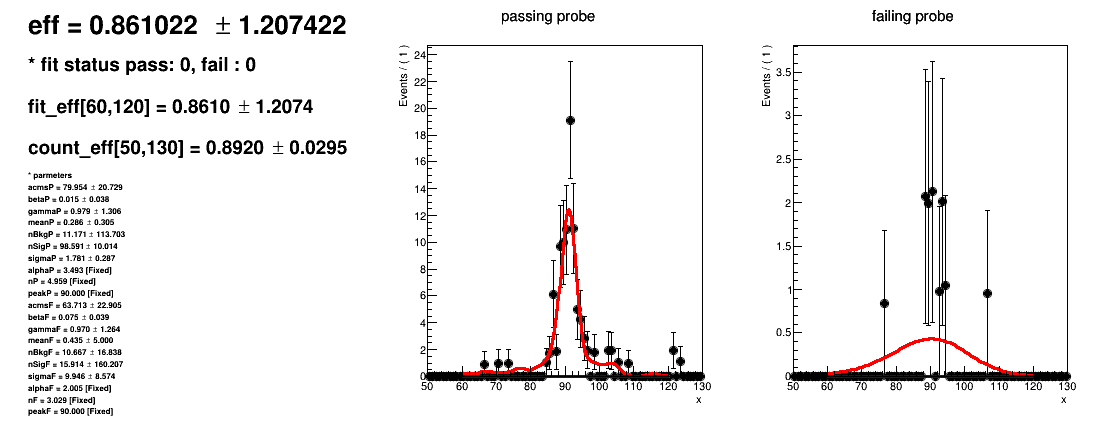 eff = 0.861022 ± 1.207422
* fit status pass: 0, fail : 0
fit_eff[60,120] = 0.8610 ± 1.2074
count_eff[50,130] = 0.8920 ± 0.0295
* parmeters
acmsP = 79.954 ± 20.729
betaP = 0.015 ± 0.038
gammaP = 0.979 ± 1.306
meanP = 0.286 ± 0.305
nBkgP = 11.171 ± 113.703
nSigP = 98.591 ± 10.014
sigmaP = 1.781 ± 0.287
alphaP = 3.493 [Fixed]
nP = 4.959 [Fixed]
peakP = 90.000 [Fixed]
acmsF = 63.713 ± 22.905
betaF = 0.075 ± 0.039
gammaF = 0.970 ± 1.264
meanF = 0.435 ± 5.000
nBkgF = 10.667 ± 16.838
nSigF = 15.914 ± 160.207
sigmaF = 9.946 ± 8.574
alphaF = 2.005 [Fixed]
nF = 3.029 [Fixed]
peakF = 90.000 [Fixed]
passing probe
Events / ( 1 )
24
22
20
18
16
14
12
10
8
6
4
2
0
50 60 70 80 90 100 110 120 130
x
failing probe
Events / ( 1 )
3.5
3
2.5
2
1.5
1
0.5
0
50 60 70 80 90 100 110 120 130
x